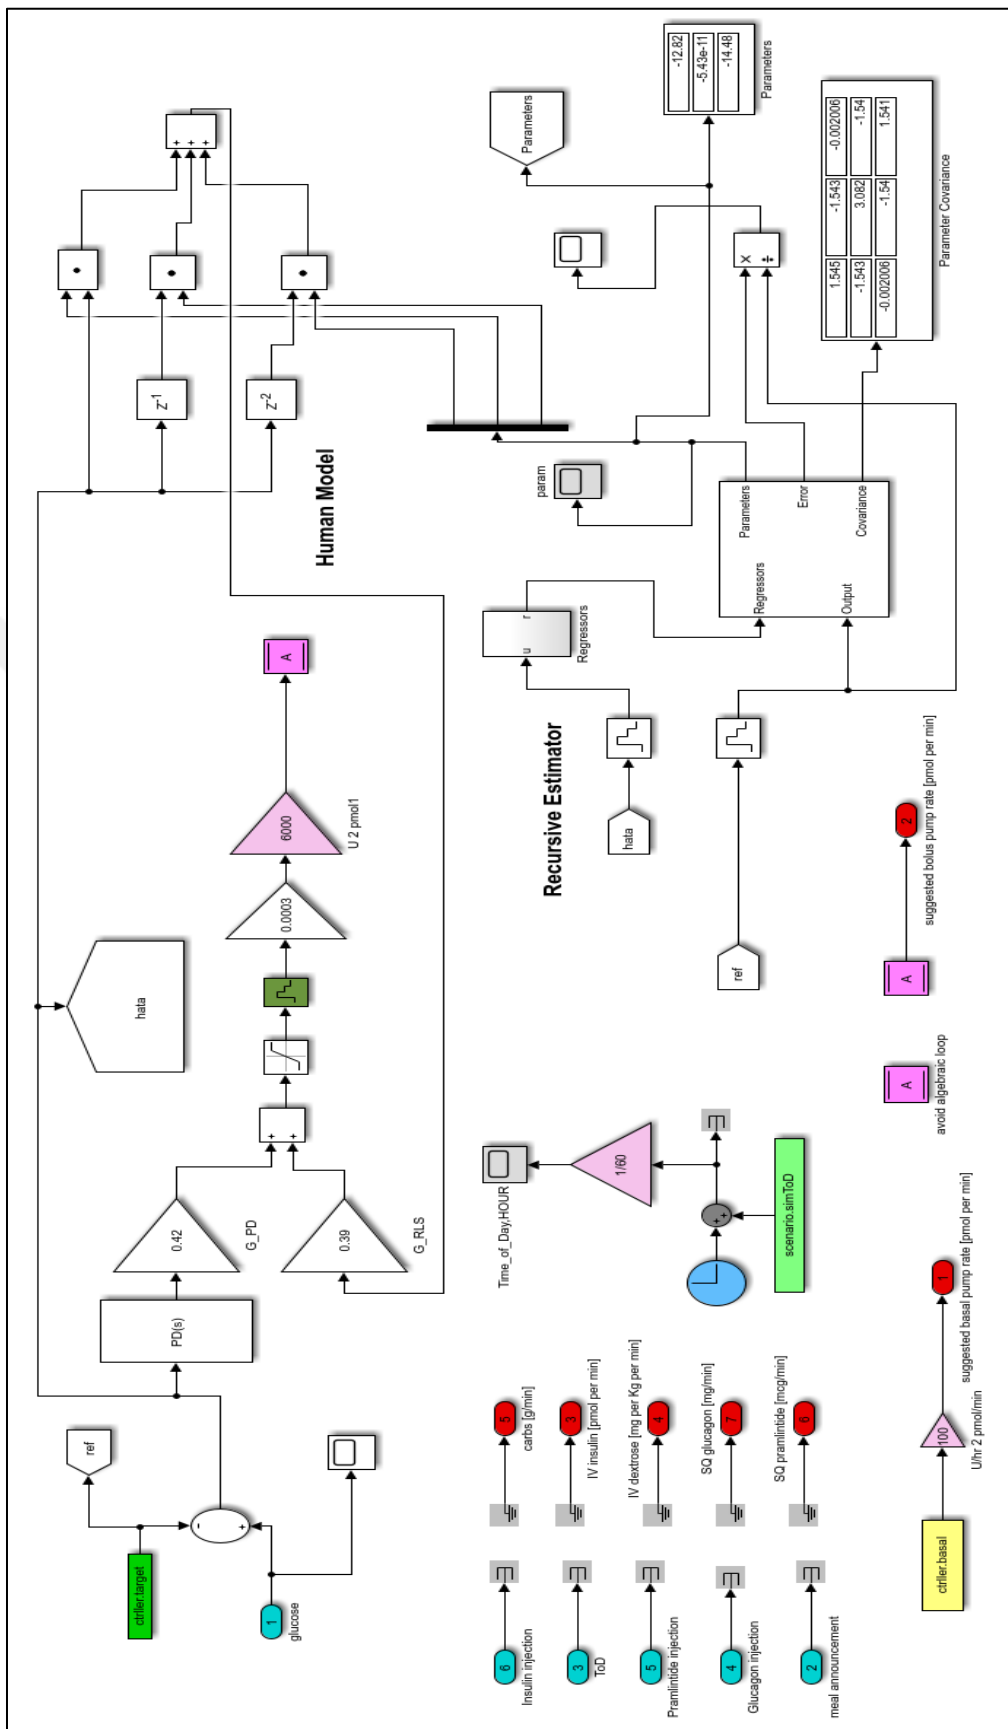 ctrller.target
ref
1
glucose
-
+
PD(s)
0.42
G_PD
0.39
G_RLS
+
+
hata
0.0003
6000
U 2 pmol1
A
Human Model
Z-1
Z-2
+
+
+
6
Insulin injection
3
ToD
5
Pramlintide injection
4
Glucagon injection
2
meal announcement
5
carbs [g/min]
3
IV insulin [pmol per min]
4
IV dextrose [mg per Kg per min]
7
SQ glucagon [mg/min]
6
SQ pramlintide [mcg/min]
Time_of_Day,HOUR
1/60
+
+
scenario.simToD
Recursive Estimator
hata
ref
u
r
Regressors
param
Regressors
Output
Parameters
Error
Covariance
×
÷
Parameters
-12.82
-5.43e-11
-14.48
Parameters
1.545 -1.543 -0.002006
-1.543 3.082 -1.54
-0.002006 -1.54 1.541
Parameter Covariance
ctrller.basal
100
U/hr 2 pmol/min
1
suggested basal pump rate [pmol per min]
A
avoid algebraic loop
A
2
suggested bolus pump rate [pmol per min]